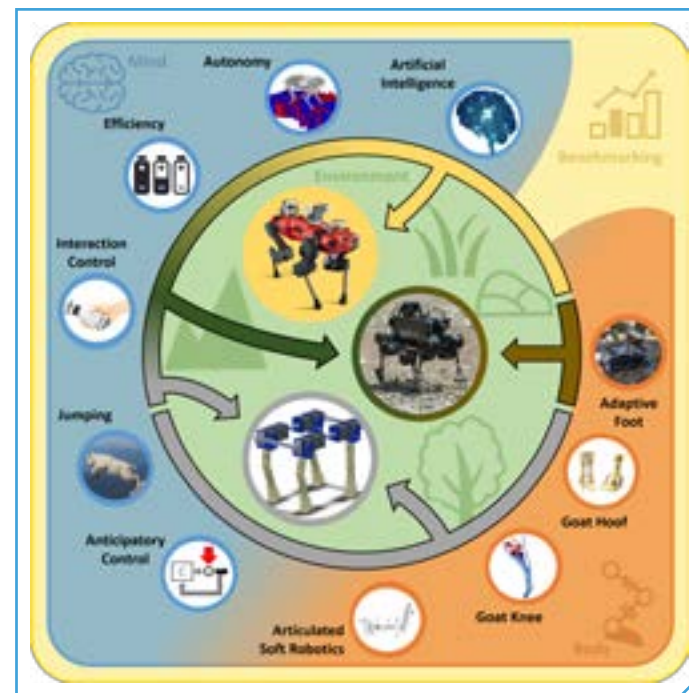 Mind
Autonomy
Artificial
Intelligence
Efficiency
Benchmarking
Environment
Interaction
Control
Adaptive
Foot
Jumping
Goat Hoof
Anticipatory
Control
C
Goat Knee
Articulated
Soft Robotics
Body